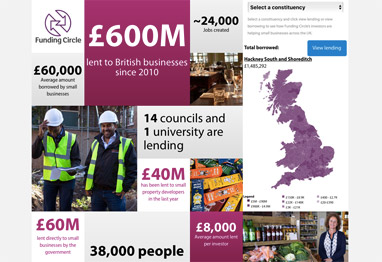 Funding Circle
£600M
lent to British businesses
since 2010
~24,000
Jobs created
£60,000
Average amount
borrowed by small
businesses
14 councils and
1 university are
lending
£40M
has been lent to small
property developers
in the last year
£60M
lent directly to small
businesses by the
government
38,000 people
£8,000
Average amount lent
per investor
Select a constituency
Select a constituency and click view lending or view
borrowing to see how Funding Circle investors are
helping small businesses across the UK.
Total borrowed:
View lending
Hackney South and Shoreditch
£1,485,292